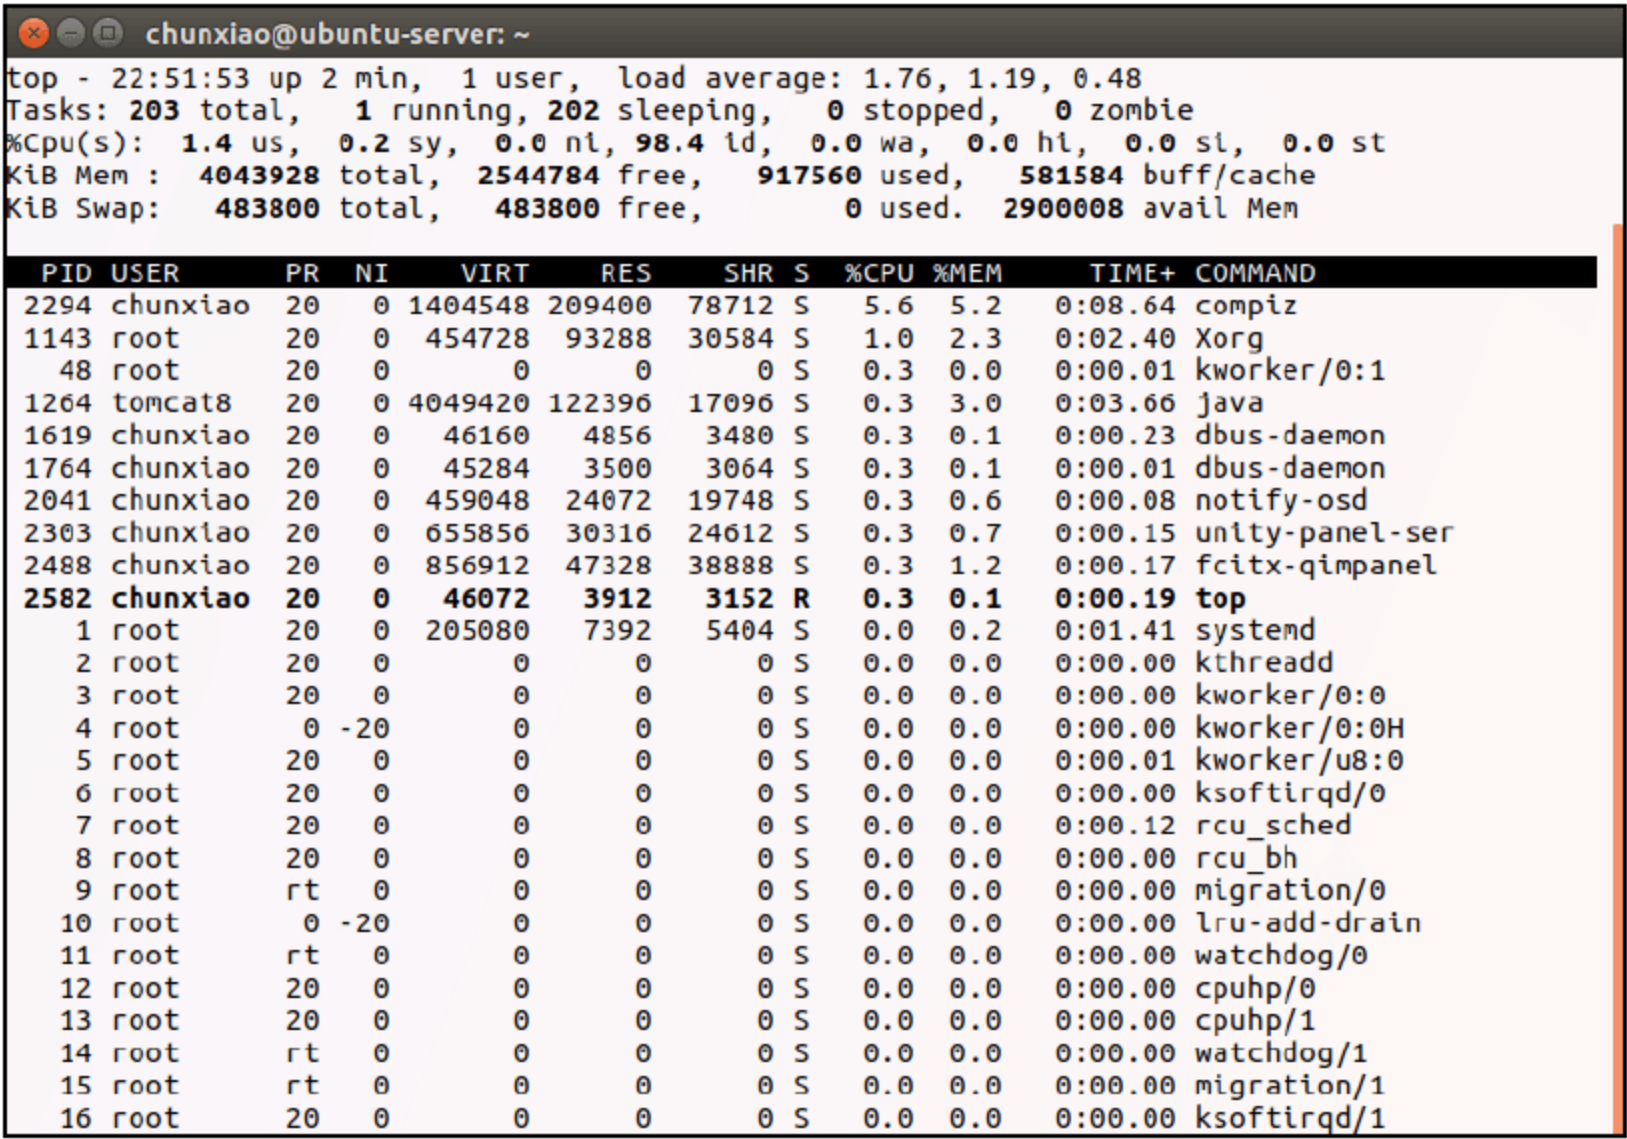 chunxiao@ubuntu-server: ~
top - 22:51:53 up 2 min,  1 user,  load average: 1.76, 1.19, 0.48
Tasks: 203 total,   1 running, 202 sleeping,   0 stopped,   0 zombie
%Cpu(s):  1.4 us,  0.2 sy,  0.0 ni, 98.4 id,  0.0 wa,  0.0 hi,  0.0 si,  0.0 st
KiB Mem :  4043928 total,  2544784 free,   917560 used,   581584 buff/cache
KiB Swap:   483800 total,   483800 free,        0 used.  2900008 avail Mem
  PID USER      PR  NI    VIRT    RES    SHR S  %CPU %MEM     TIME+ COMMAND
 2294 chunxiao  20   0 1404548 209400  78712 S   5.6  5.2   0:08.64 compiz
 1143 root      20   0  454728  93288  30584 S   1.0  2.3   0:02.40 Xorg
   48 root      20   0       0      0      0 S   0.3  0.0   0:00.01 kworker/0:1
 1264 tomcat8   20   0 4049420 122396  17096 S   0.3  3.0   0:03.66 java
 1619 chunxiao  20   0   46160   4856   3480 S   0.3  0.1   0:00.23 dbus-daemon
 1764 chunxiao  20   0   45284   3500   3064 S   0.3  0.1   0:00.01 dbus-daemon
 2041 chunxiao  20   0  459048  24072  19748 S   0.3  0.6   0:00.08 notify-osd
 2303 chunxiao  20   0  655856  30316  24612 S   0.3  0.7   0:00.15 unity-panel-ser
 2488 chunxiao  20   0  856912  47328  38888 S   0.3  1.2   0:00.17 fcitx-qimpanel
 2582 chunxiao  20   0   46072   3912   3152 R   0.3  0.1   0:00.19 top
    1 root      20   0  205080   7392   5404 S   0.0  0.2   0:01.41 systemd
    2 root      20   0       0      0      0 S   0.0  0.0   0:00.00 kthreadd
    3 root      20   0       0      0      0 S   0.0  0.0   0:00.00 kworker/0:0
    4 root       0 -20       0      0      0 S   0.0  0.0   0:00.00 kworker/0:0H
    5 root      20   0       0      0      0 S   0.0  0.0   0:00.01 kworker/u8:0
    6 root      20   0       0      0      0 S   0.0  0.0   0:00.00 ksoftirqd/0
    7 root      20   0       0      0      0 S   0.0  0.0   0:00.12 rcu_sched
    8 root      20   0       0      0      0 S   0.0  0.0   0:00.00 rcu_bh
    9 root      rt   0       0      0      0 S   0.0  0.0   0:00.00 migration/0
   10 root       0 -20       0      0      0 S   0.0  0.0   0:00.00 lru-add-drain
   11 root      rt   0       0      0      0 S   0.0  0.0   0:00.00 watchdog/0
   12 root      20   0       0      0      0 S   0.0  0.0   0:00.00 cpuhp/0
   13 root      20   0       0      0      0 S   0.0  0.0   0:00.00 cpuhp/1
   14 root      rt   0       0      0      0 S   0.0  0.0   0:00.00 watchdog/1
   15 root      rt   0       0      0      0 S   0.0  0.0   0:00.00 migration/1
   16 root      20   0       0      0      0 S   0.0  0.0   0:00.00 ksoftirqd/1